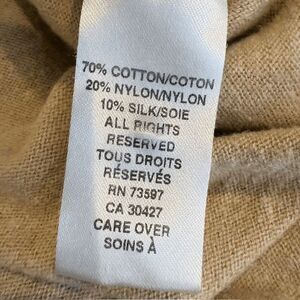 70% COTTON/COTON
20% NYLON/NYLON
10% SILK/SOIE
ALL RIGHTS
RESERVED
TOUS DROITS
RÉSERVÉS
RN 73597
CA 30427
CARE OVER
SOINS À